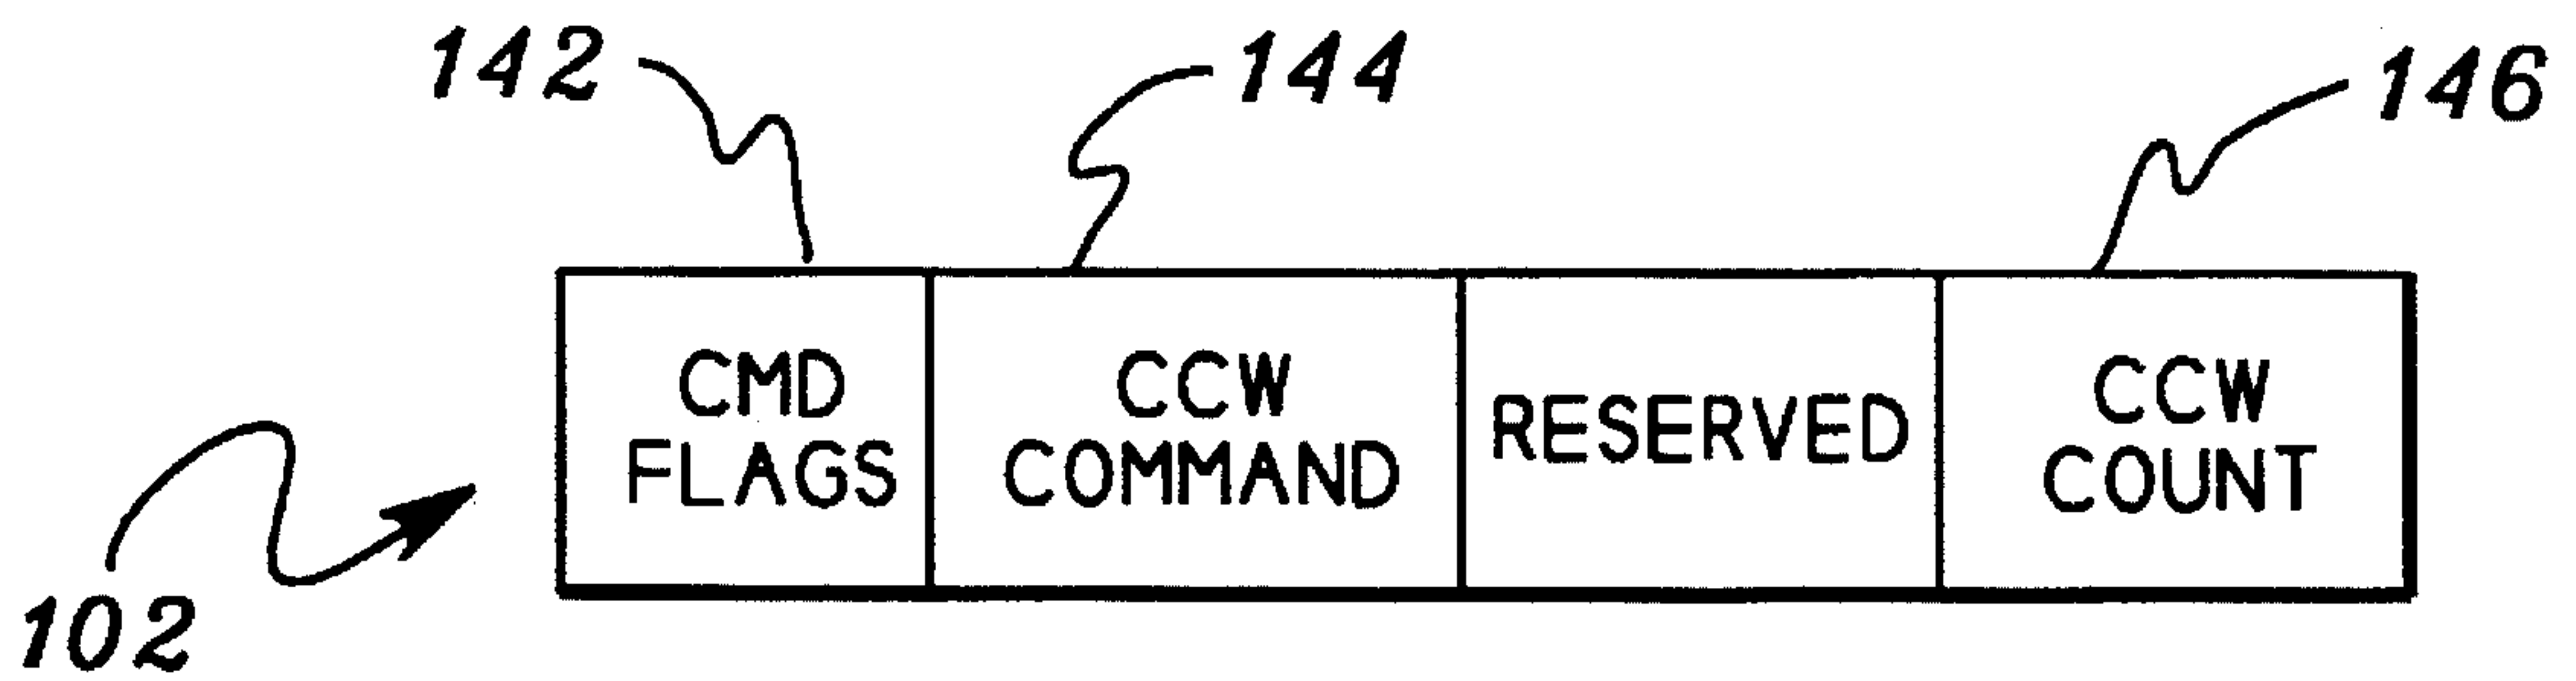 142
144
146
CMD
FLAGS
CCW
COMMAND
RESERVED
CCW
COUNT
102